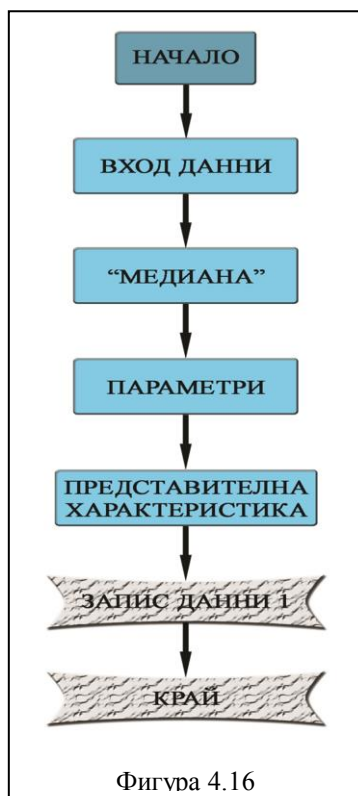 НАЧАЛО
ВХОД ДАННИ
“МЕДИАНА”
ПАРАМЕТРИ
ПРЕДСТАВИТЕЛНА
ХАРАКТЕРИСТИКА
ЗАПИС ДАННИ 1
КРАЙ
Фигура 4.16